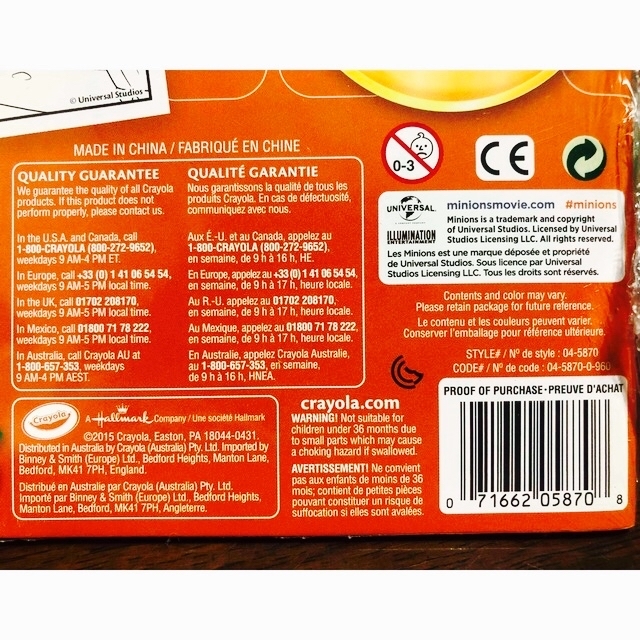 © Universal Studios
MADE IN CHINA / FABRIQUÉ EN CHINE
QUALITY GUARANTEE
We guarantee the quality of all Crayola
products. If this product does not
perform properly, please contact us.
In the U.S.A. and Canada, call
1-800-CRAYOLA (800-272-9652),
weekdays 9 AM-4 PM ET.
In Europe, call +33 (0) 1 41 06 54 54,
weekdays 9 AM-5 PM local time.
In the UK, call 01702 208170,
weekdays 9 AM-5 PM local time.
In Mexico, call 01800 71 78 222,
weekdays 9 AM-5 PM local time.
In Australia, call Crayola AU at
1-800-657-353, weekdays
9 AM-4 PM AEST.
QUALITÉ GARANTIE
Nous garantissons la qualité de tous les
produits Crayola. En cas de défectuosité,
communiquez avec nous.
Aux É.-U. et au Canada, appelez au
1-800-CRAYOLA (800-272-9652),
en semaine, de 9 h à 16 h, HE.
En Europe, appelez au +33 (0) 1 41 06 54 54,
en semaine, de 9 h à 17 h, heure locale.
Au R.-U. appelez au 01702 208170,
en semaine, de 9 h à 17 h, heure locale.
Au Mexique, appelez au 01800 71 78 222,
en semaine, de 9 h à 17 h, heure locale.
En Australie, appelez Crayola Australie,
au 1-800-657-353, en semaine,
de 9 h à 16 h, HNEA.
0-3
CE
UNIVERSAL
ILLUMINATION
ENTERTAINMENT
minionsmovie.com #minions
Minions is a trademark and copyright
of Universal Studios. Licensed by Universal
Studios Licensing LLC. All rights reserved.
Les Minions est une marque déposée et propriété
de Universal Studios. Sous licence par Universal
Studios Licensing LLC. Tous les droits sont réservés.
Contents and color may vary.
Please retain package for future reference.
Le contenu et les couleurs peuvent varier.
Conserver l'emballage pour référence ultérieure.
STYLE# / Nº de style : 04-5870
CODE# / Nº de code : 04-5870-0-960
Crayola
A Hallmark Company / Une société Hallmark
©2015 Crayola, Easton, PA 18044-0431.
Distributed in Australia by Crayola (Australia) Pty. Ltd. Imported by
Binney & Smith (Europe) Ltd., Bedford Heights, Manton Lane,
Bedford, MK41 7PH, England.
Distribué en Australie par Crayola (Australia) Pty. Ltd.
Importé par Binney & Smith (Europe) Ltd., Bedford Heights,
Manton Lane, Bedford, MK41 7PH, Angleterre.
crayola.com
WARNING! Not suitable for
children under 36 months due
to small parts which may cause
a choking hazard if swallowed.
AVERTISSEMENT! Ne convient
pas aux enfants de moins de 36
mois; contient de petites pièces
pouvant constituer un risque de
suffocation si elles sont avalées.
PROOF OF PURCHASE • PREUVE D'ACHAT
0 71662 05870 8